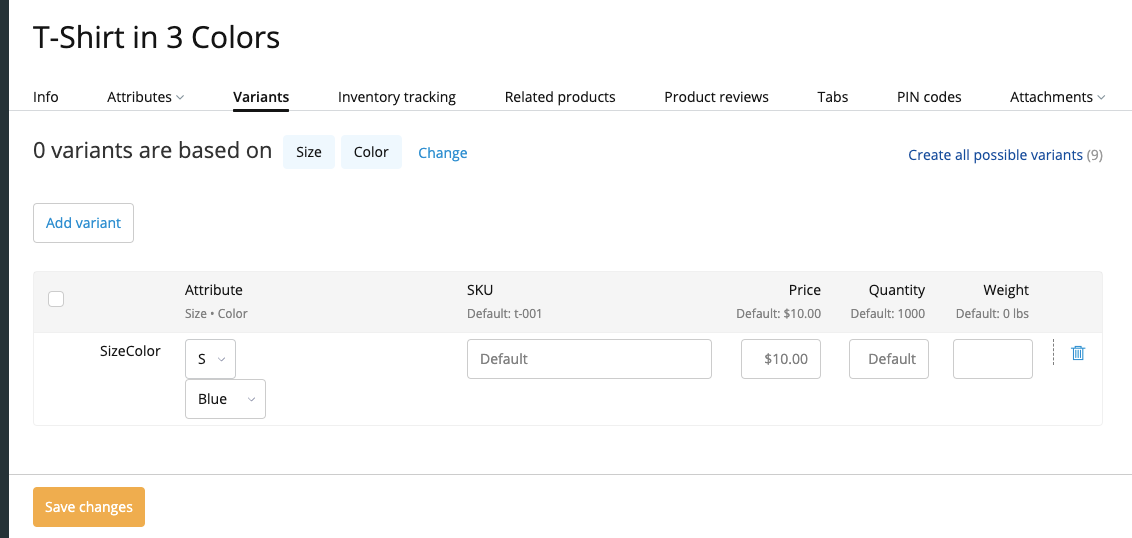 T-Shirt in 3 Colors
Info Attributes Variants Inventory tracking Related products Product reviews Tabs PIN codes Attachments
0 variants are based on Size Color Change Create all possible variants (9)
Add variant
Attribute SKU Price Quantity Weight
Size • Color Default: t-001 Default: $10.00 Default: 1000 Default: 0 lbs
SizeColor S Default $10.00 Default
Blue
Save changes